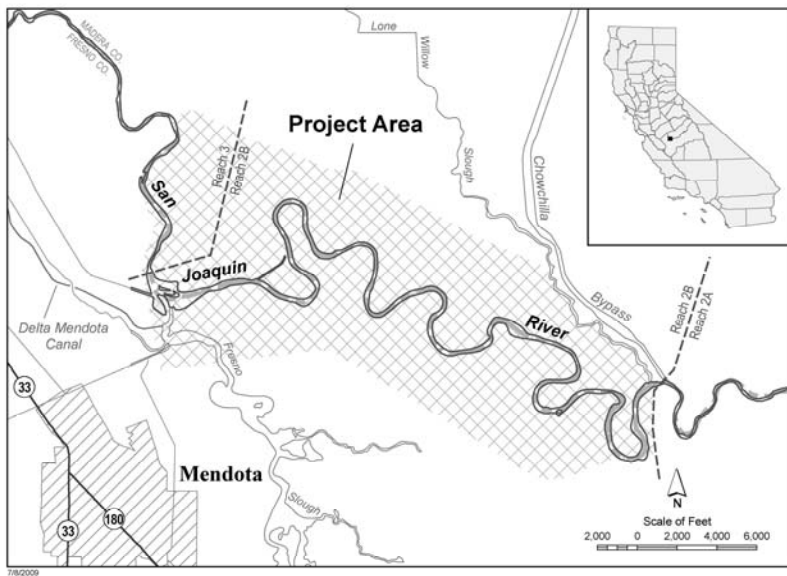 MADERA CO.
FRESNO CO.
Lone
Willow
Slough
Project Area
Reach 3
Reach 2B
Chowchilla
Bypass
San
Joaquin
River
Reach 2B
Reach 2A
Delta Mendota
Canal
Fresno
Slough
33
Mendota
180
33
N
Scale of Feet
2,000 0 2,000 4,000 6,000
7/8/2009